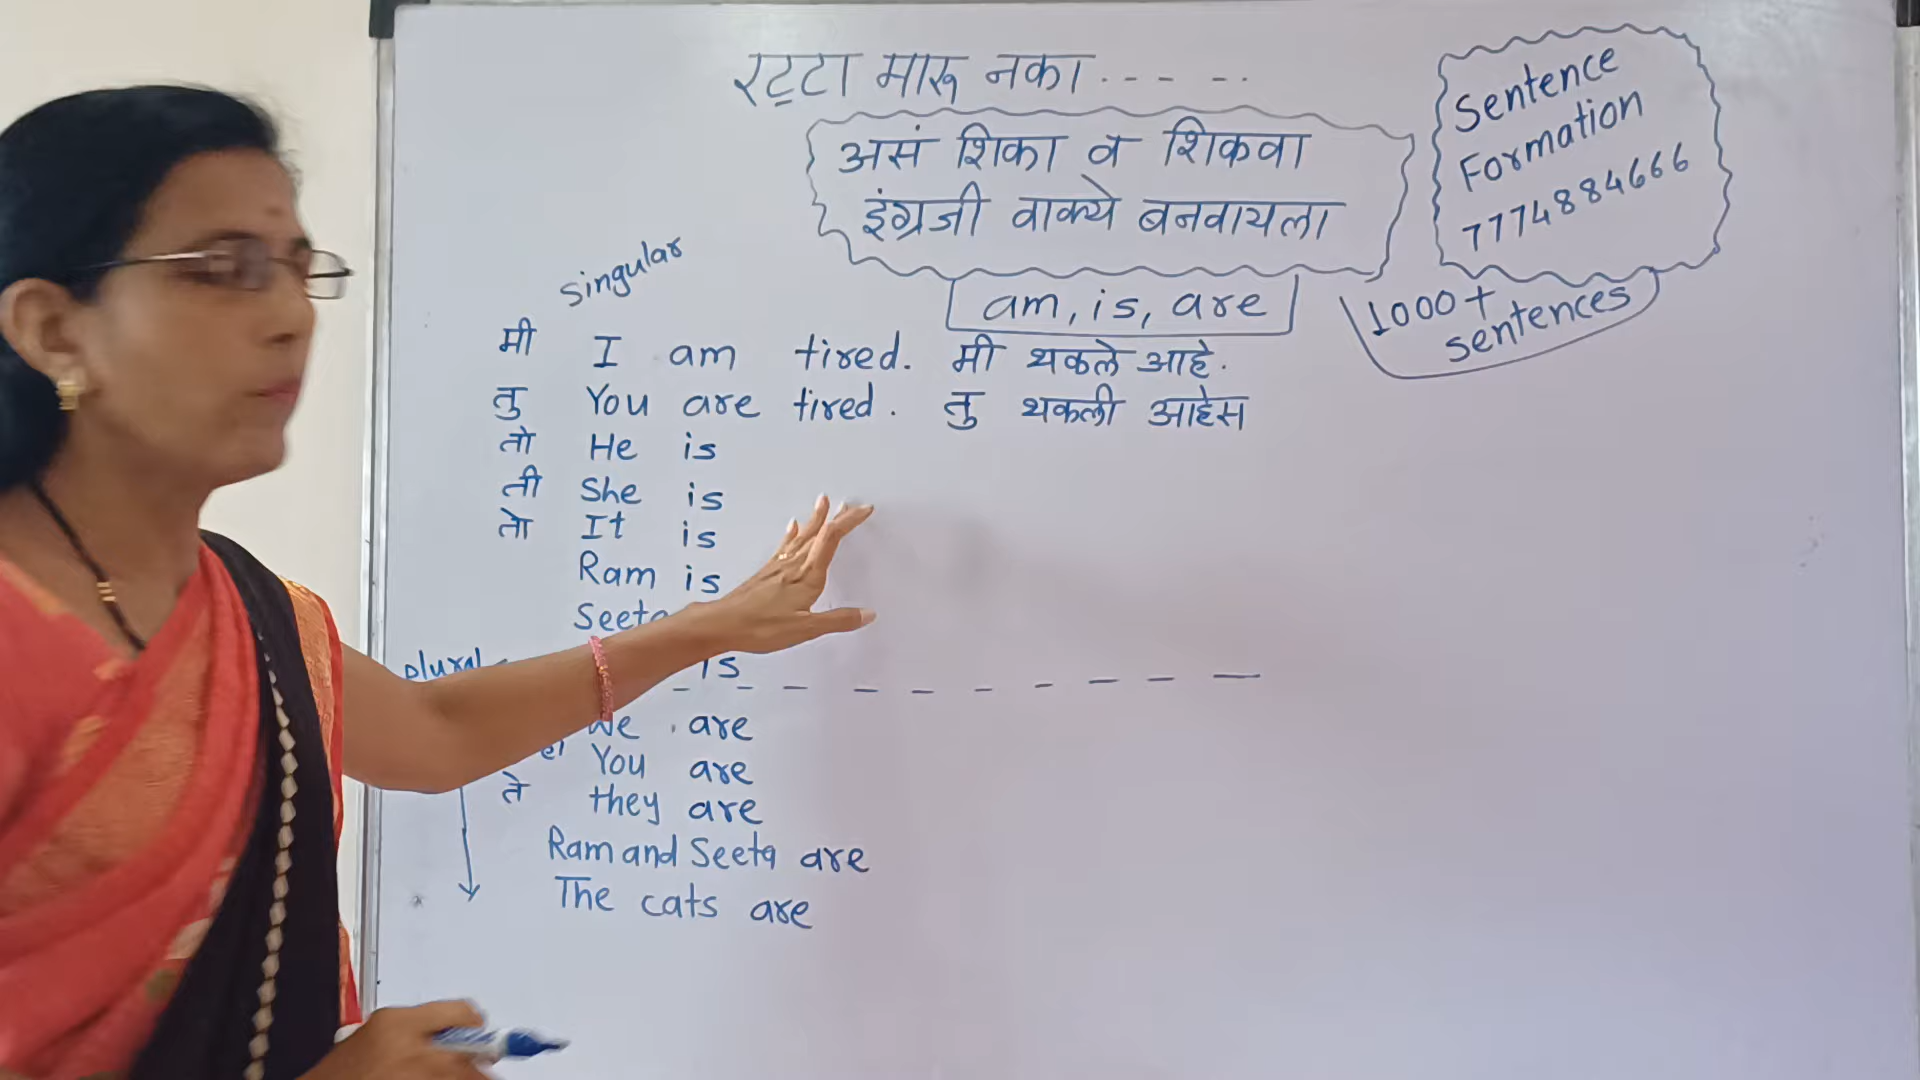 रट्टा मारू नका.--- -..
असं शिका व शिकवा
इंग्रजी वाक्ये बनवायला
Sentence
Formation
7774884666
1000+
sentences
am, is, are
singular
मी I am tired. मी थकले आहे.
तु You are tired. तु थकली आहेस
तो He is
ती She is
तो It is
Ram is
Seeta
plural
is
We are
You are
ते they are
Ram and Seeta are
The cats are